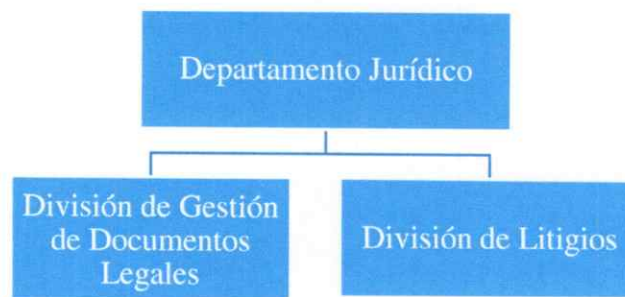 Departamento Jurídico
División de Gestión
de Documentos
Legales
División de Litigios